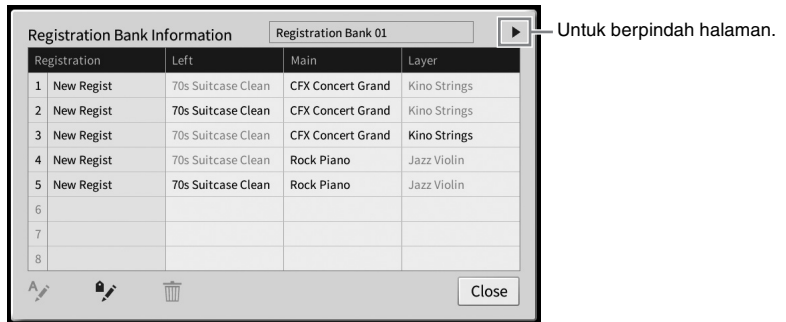 Registration Bank Information Registration Bank 01 Untuk berpindah halaman.
Registration Left Main Layer
1 New Regist 70s Suitcase Clean CFX Concert Grand Kino Strings
2 New Regist 70s Suitcase Clean CFX Concert Grand Kino Strings
3 New Regist 70s Suitcase Clean CFX Concert Grand Kino Strings
4 New Regist 70s Suitcase Clean Rock Piano Jazz Violin
5 New Regist 70s Suitcase Clean Rock Piano Jazz Violin
6
7
8
A Close